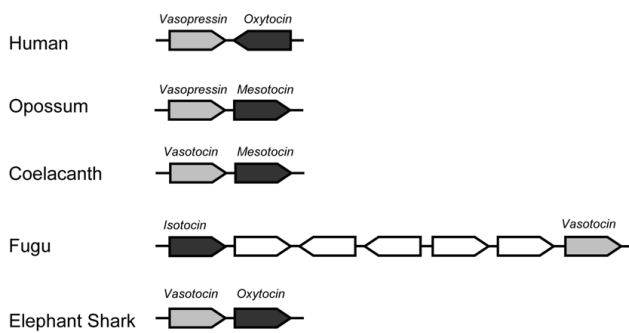 Vasopressin Oxytocin
Human
Vasopressin Mesotocin
Opossum
Vasotocin Mesotocin
Coelacanth
Isotocin Vasotocin
Fugu
Vasotocin Oxytocin
Elephant Shark